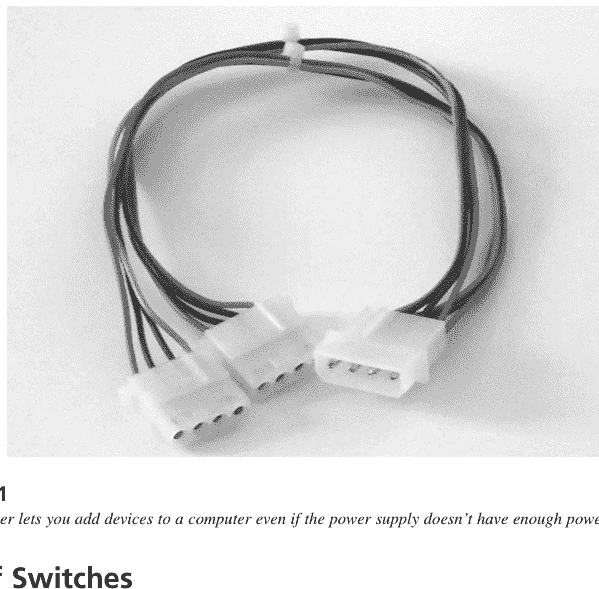 1
er lets you add devices to a computer even if the power supply doesn't have enough powe
f Switches